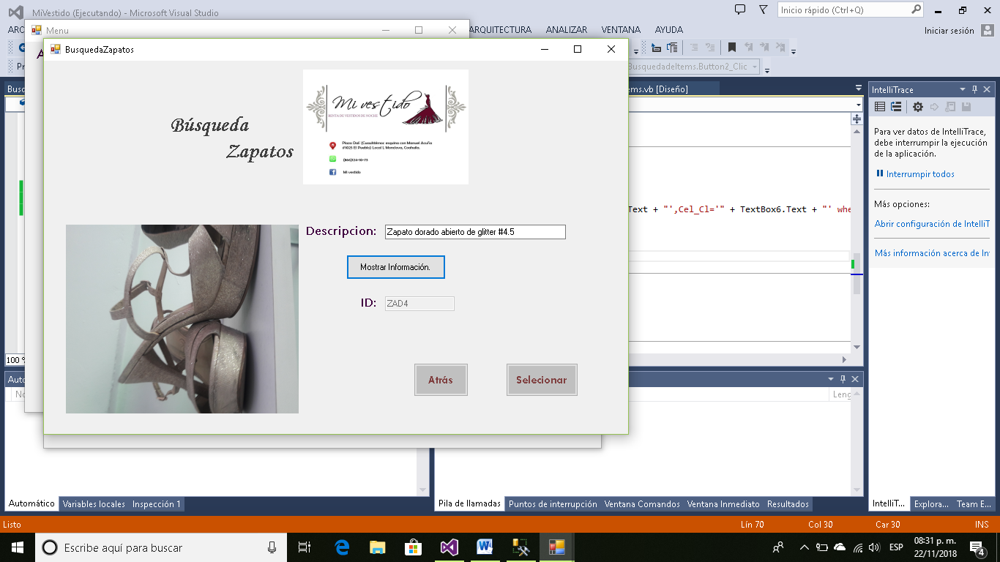 MiVestido (Ejecutando) - Microsoft Visual Studio
Inicio rápido (Ctrl+Q)
ARQUITECTURA ANALIZAR VENTANA AYUDA
Iniciar sesión
Menu
BusquedaZapatos
BusquedadeItems.Button2_Clic
ems.vb [Diseño]
IntelliTrace
Para ver datos de IntelliTrace,
debe interrumpir la ejecución
de la aplicación.
Interrumpir todos
Más opciones:
Abrir configuración de IntelliT
Más información acerca de In
Búsqueda
Zapatos
Mi vestido
RENTA DE VESTIDOS DE NOCHE
Plaza Dalí (Cuauhtémoc esquina con Manuel Acuña
#1025 El Pueblo) Local I, Monclova, Coahuila.
(866)124-10-73
Mi vestido
Text + "',Cel_Cl='" + TextBox6.Text + "' whe
Descripcion: Zapato dorado abierto de glitter #4.5
Mostrar Información.
ID: ZAD4
Atrás Selecionar
100 %
Leng
Automático Variables locales Inspección 1
Pila de llamadas Puntos de interrupción Ventana Comandos Ventana Inmediato Resultados
IntelliT... Explora... Team E...
Listo Lín 70 Col 30 Car 30 INS
Escribe aquí para buscar
ESP 08:31 p. m.
22/11/2018
4